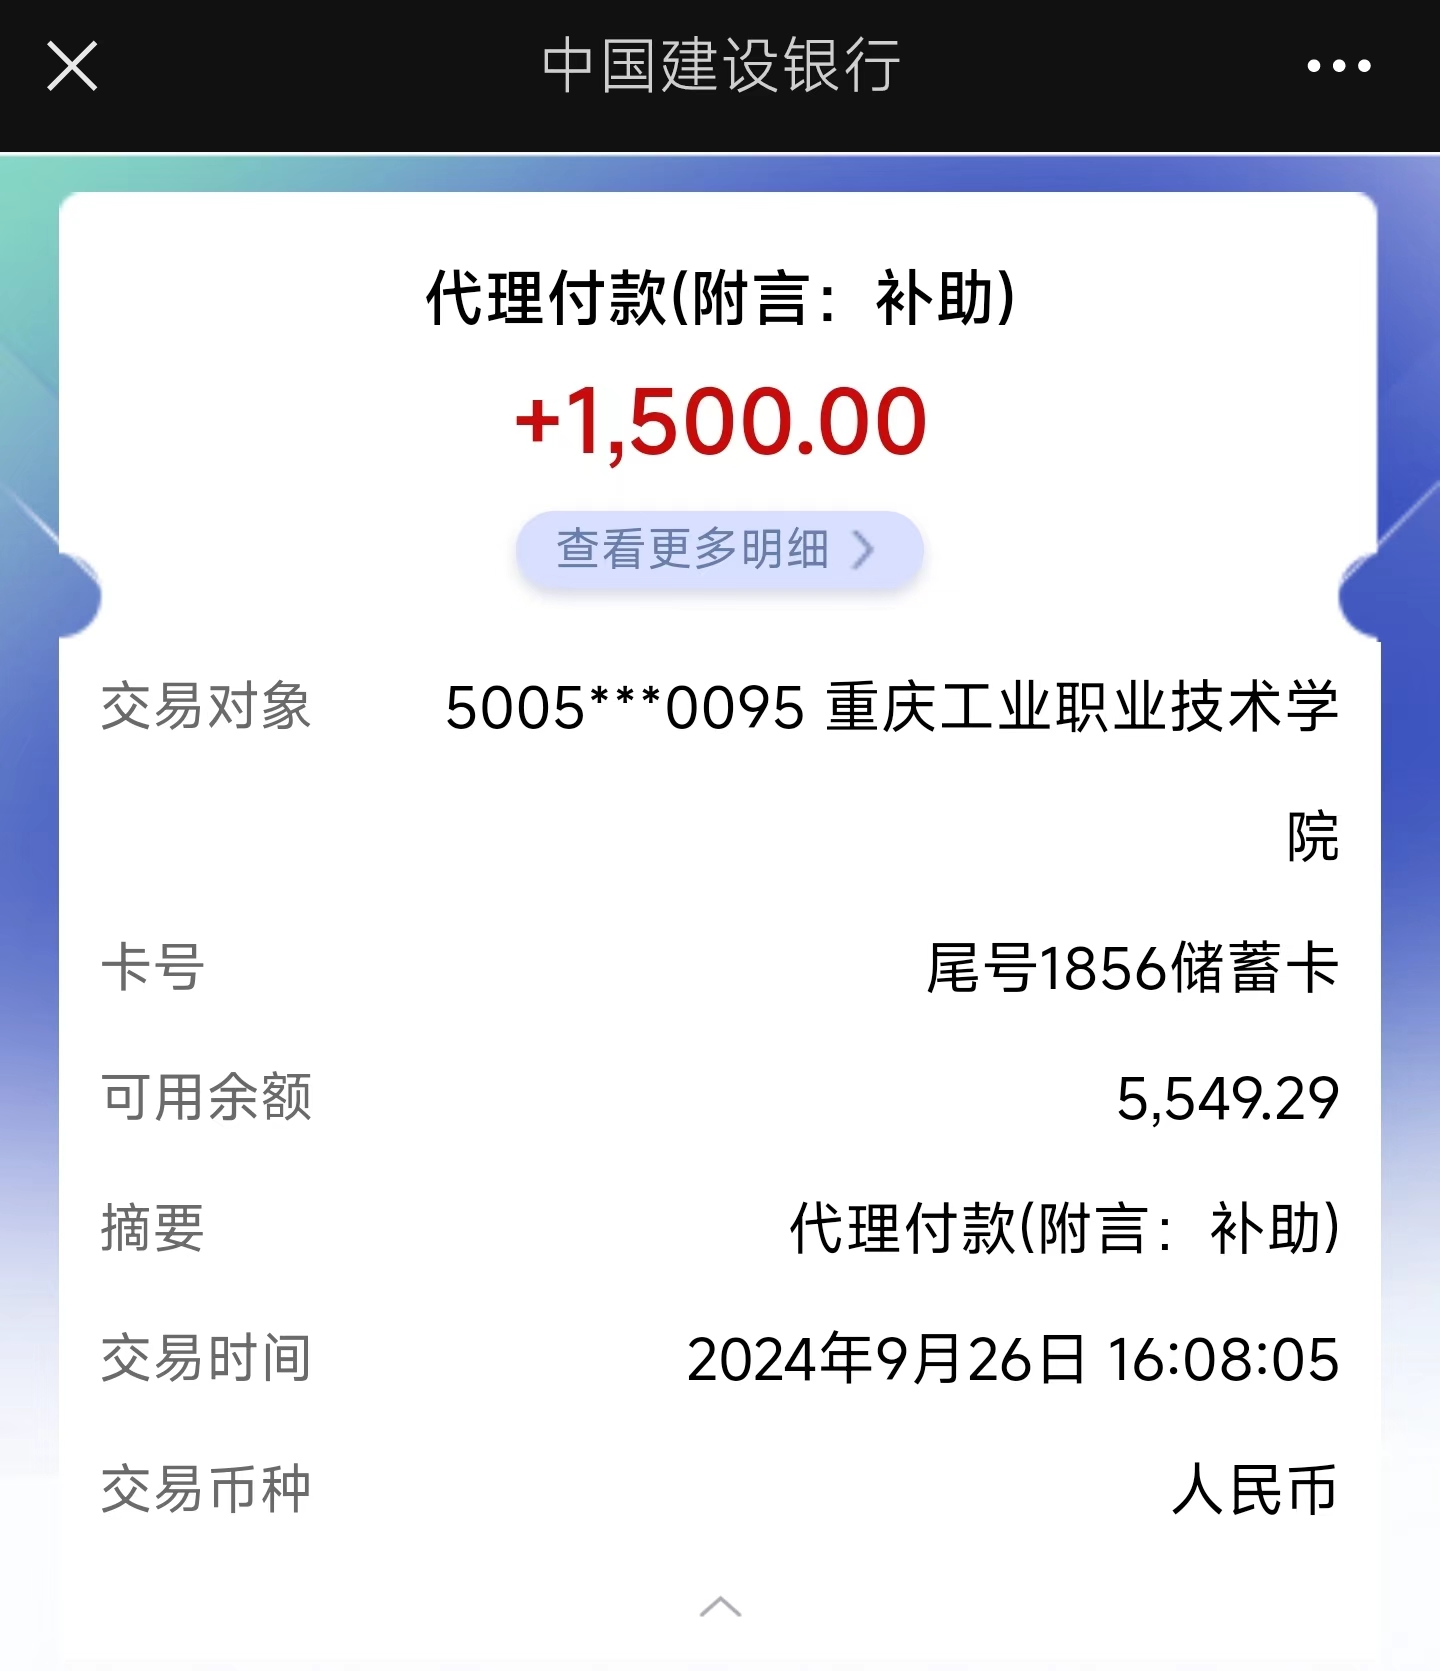 中国建设银行
代理付款(附言：补助)
+1,500.00
查看更多明细
交易对象 5005***0095 重庆工业职业技术学
院
卡号 尾号1856储蓄卡
可用余额 5,549.29
摘要 代理付款(附言：补助)
交易时间 2024年9月26日 16:08:05
交易币种 人民币